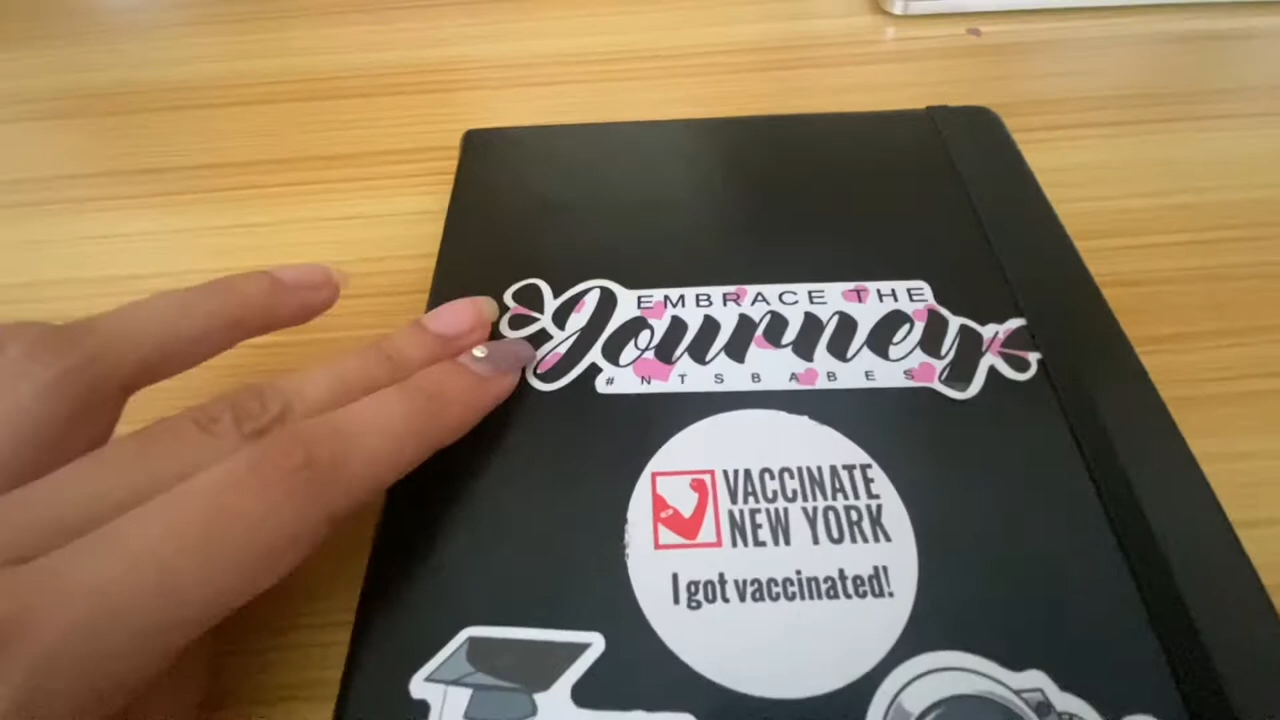 EMBRACE THE
Journey
#NTSBABES
VACCINATE
NEW YORK
I got vaccinated!